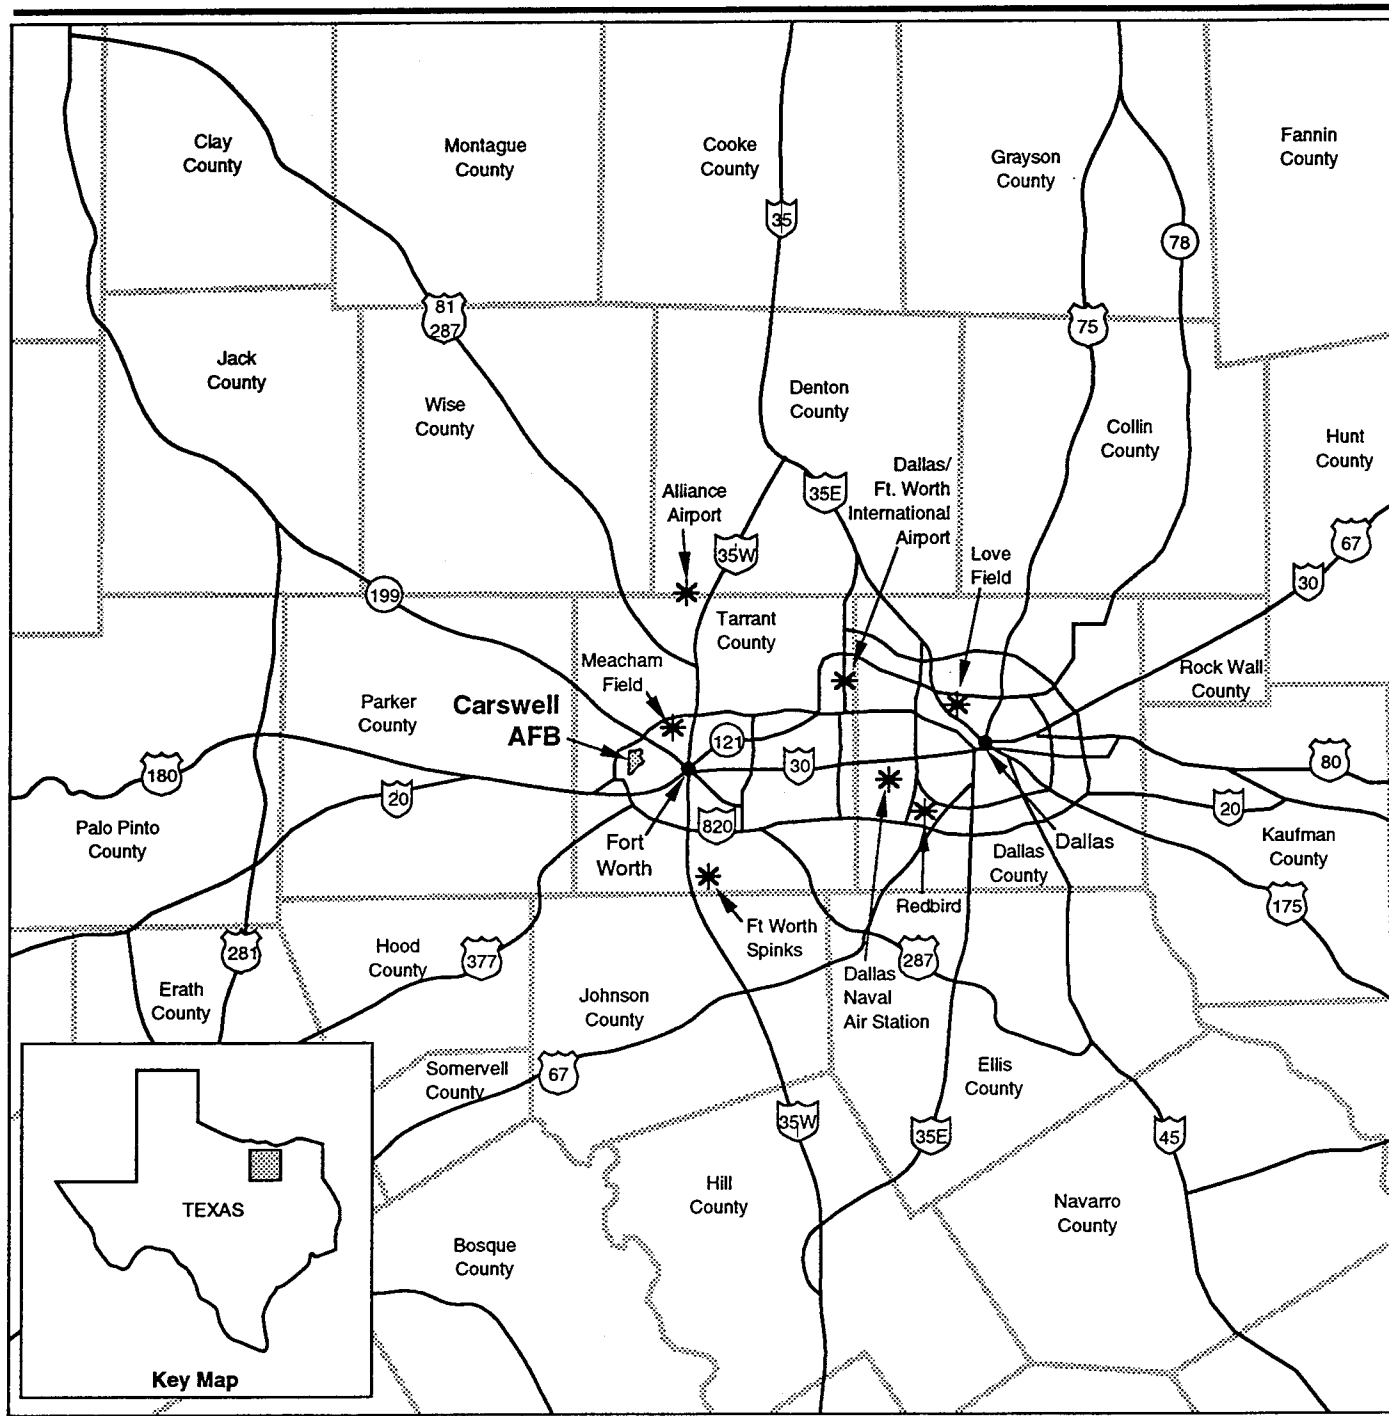 Clay
County
Montague
County
Cooke
County
Grayson
County
Fannin
County
35
78
81
287
75
Jack
County
Wise
County
Denton
County
Collin
County
Hunt
County
Alliance
Airport
35E
Dallas/
Ft. Worth
International
Airport
35W
Love
Field
67
30
199
Tarrant
County
Meacham
Field
Rock Wall
County
Parker
County
Carswell
AFB
121
30
180
20
80
20
820
Palo Pinto
County
Fort
Worth
Dallas
County
Dallas
Kaufman
County
175
Redbird
Ft Worth
Spinks
281
Hood
County
377
287
Dallas
Naval
Air Station
Erath
County
Johnson
County
Somervell
County
67
Ellis
County
35W
35E
45
Hill
County
Navarro
County
Bosque
County
TEXAS
Key Map